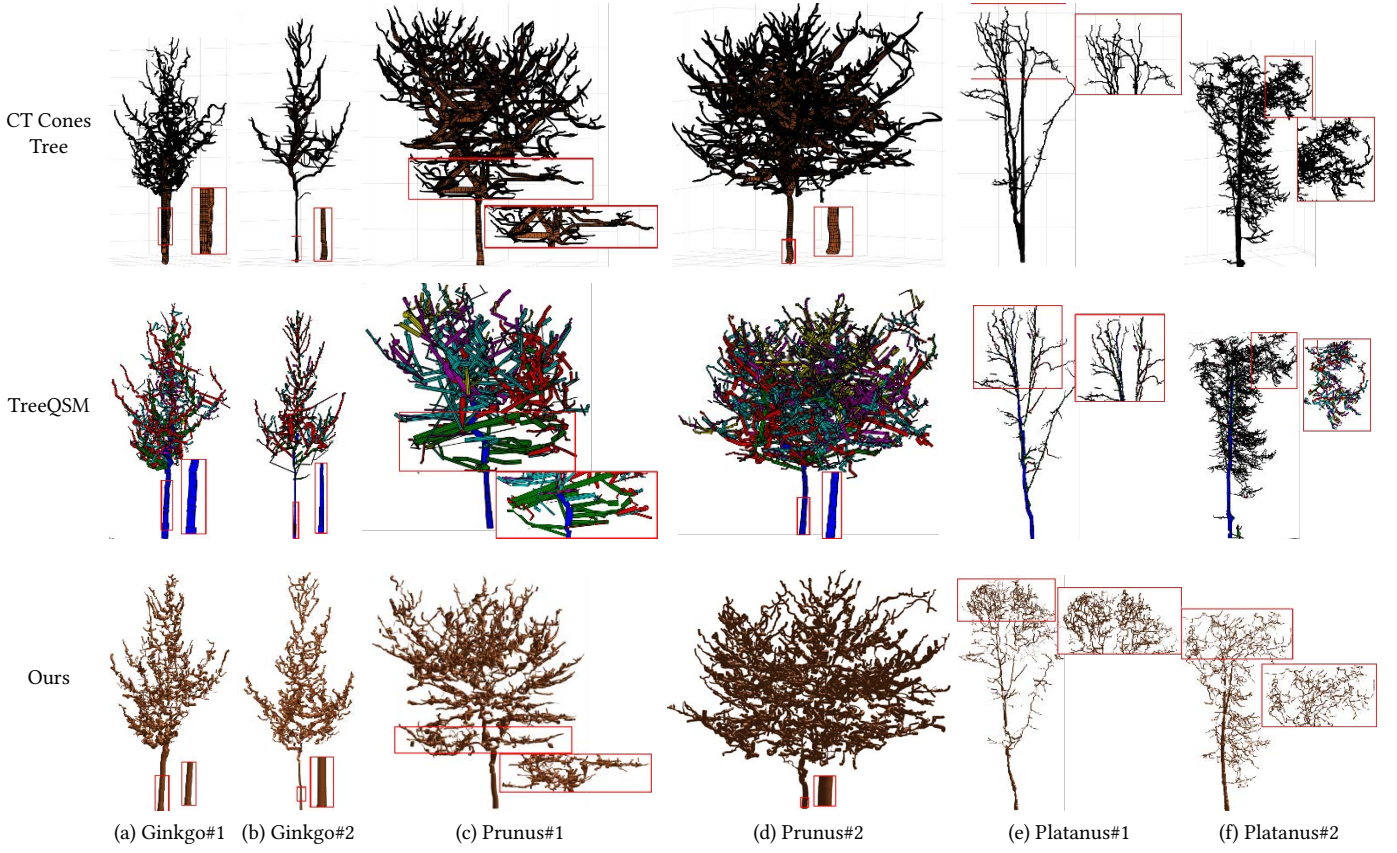 CT Cones
Tree
TreeQSM
Ours
(a) Ginkgo#1 (b) Ginkgo#2 (c) Prunus#1 (d) Prunus#2 (e) Platanus#1 (f) Platanus#2